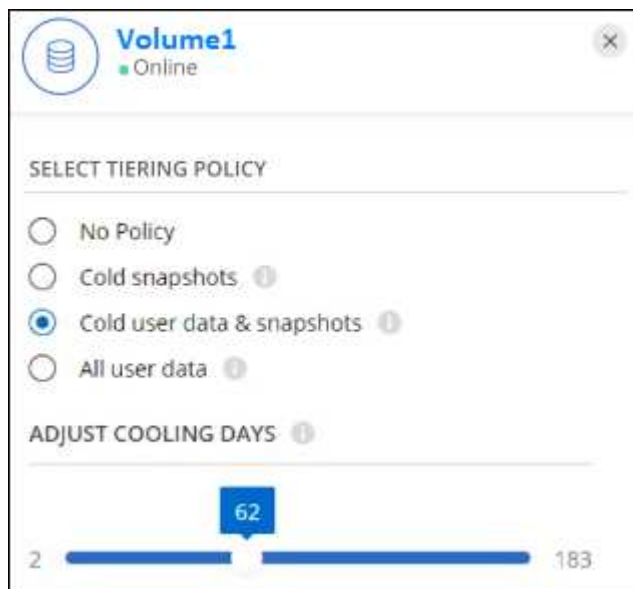 Volume1
Online
SELECT TIERING POLICY
No Policy
Cold snapshots
Cold user data & snapshots
All user data
ADJUST COOLING DAYS
62
2 183